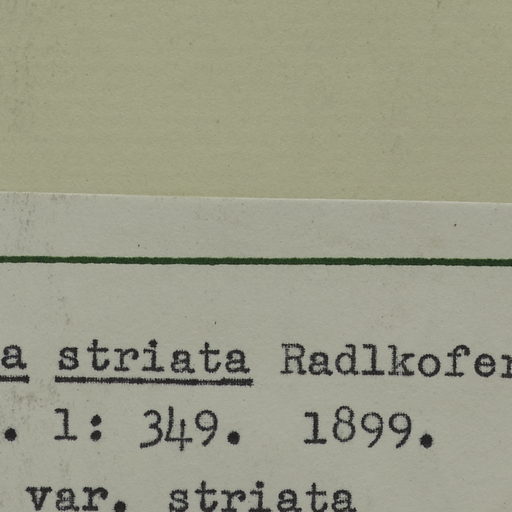 a striata Radlkofer
. 1: 349. 1899.
var. striata